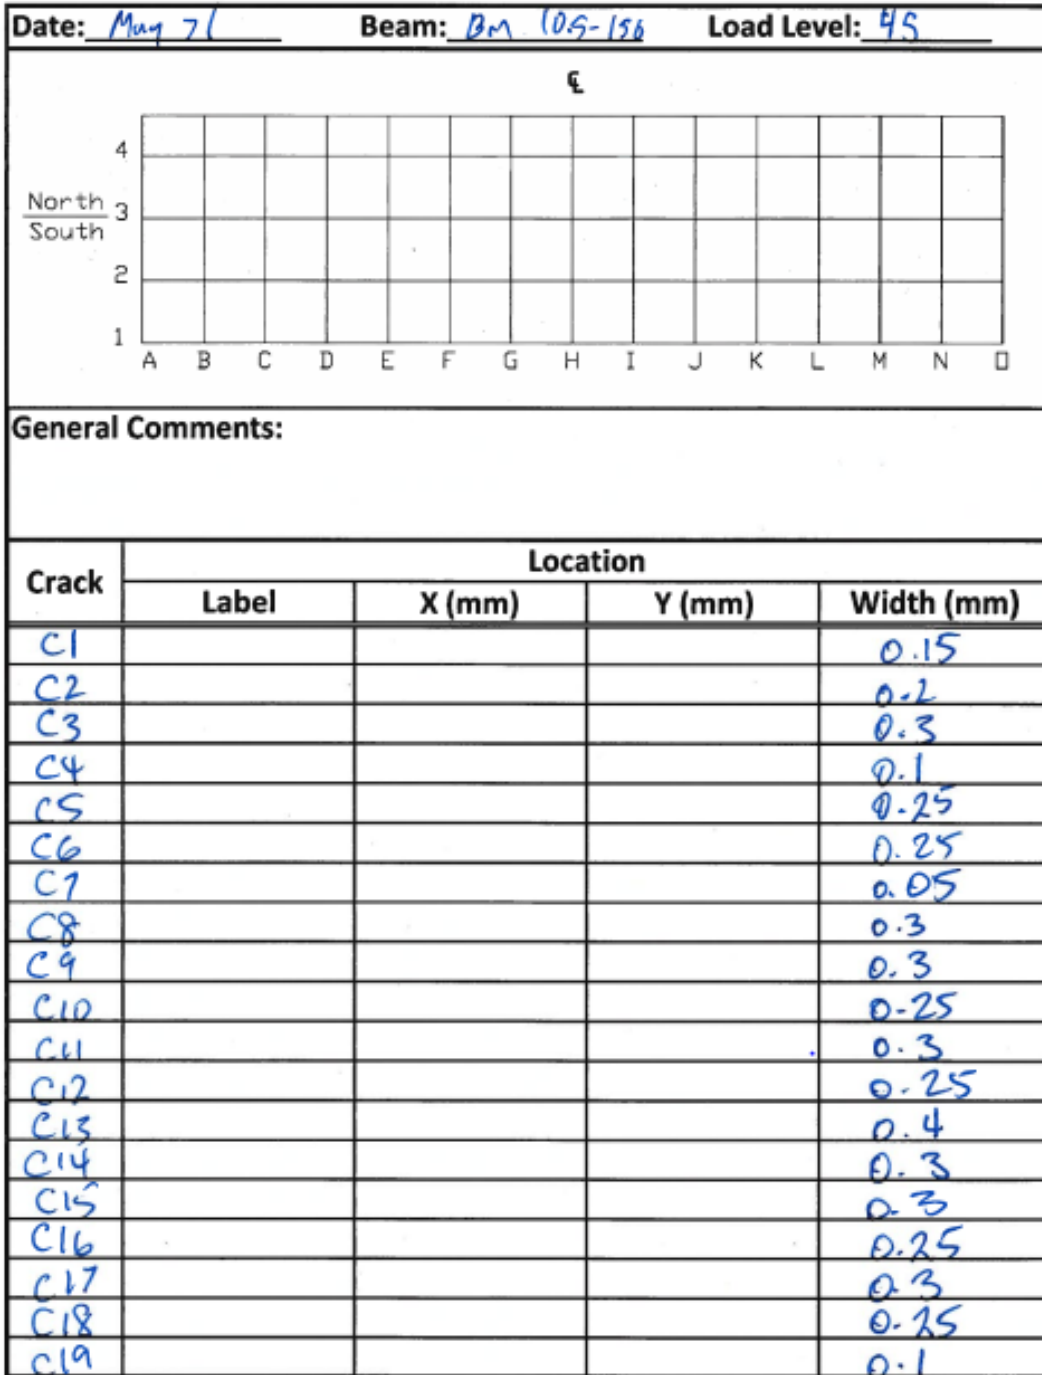 Date: May 7 Beam: BM 10.5-156 Load Level: 45
℄
4
North 3
South
2
1
A B C D E F G H I J K L M N O
General Comments:
Location
Crack
Label X (mm) Y (mm) Width (mm)
C1 0.15
C2 0.2
C3 0.3
C4 0.1
C5 0.25
C6 0.25
C7 0.05
C8 0.3
C9 0.3
C10 0.25
C11 0.3
C12 0.25
C13 0.4
C14 0.3
C15 0.3
C16 0.25
C17 0.3
C18 0.25
C19 0.1